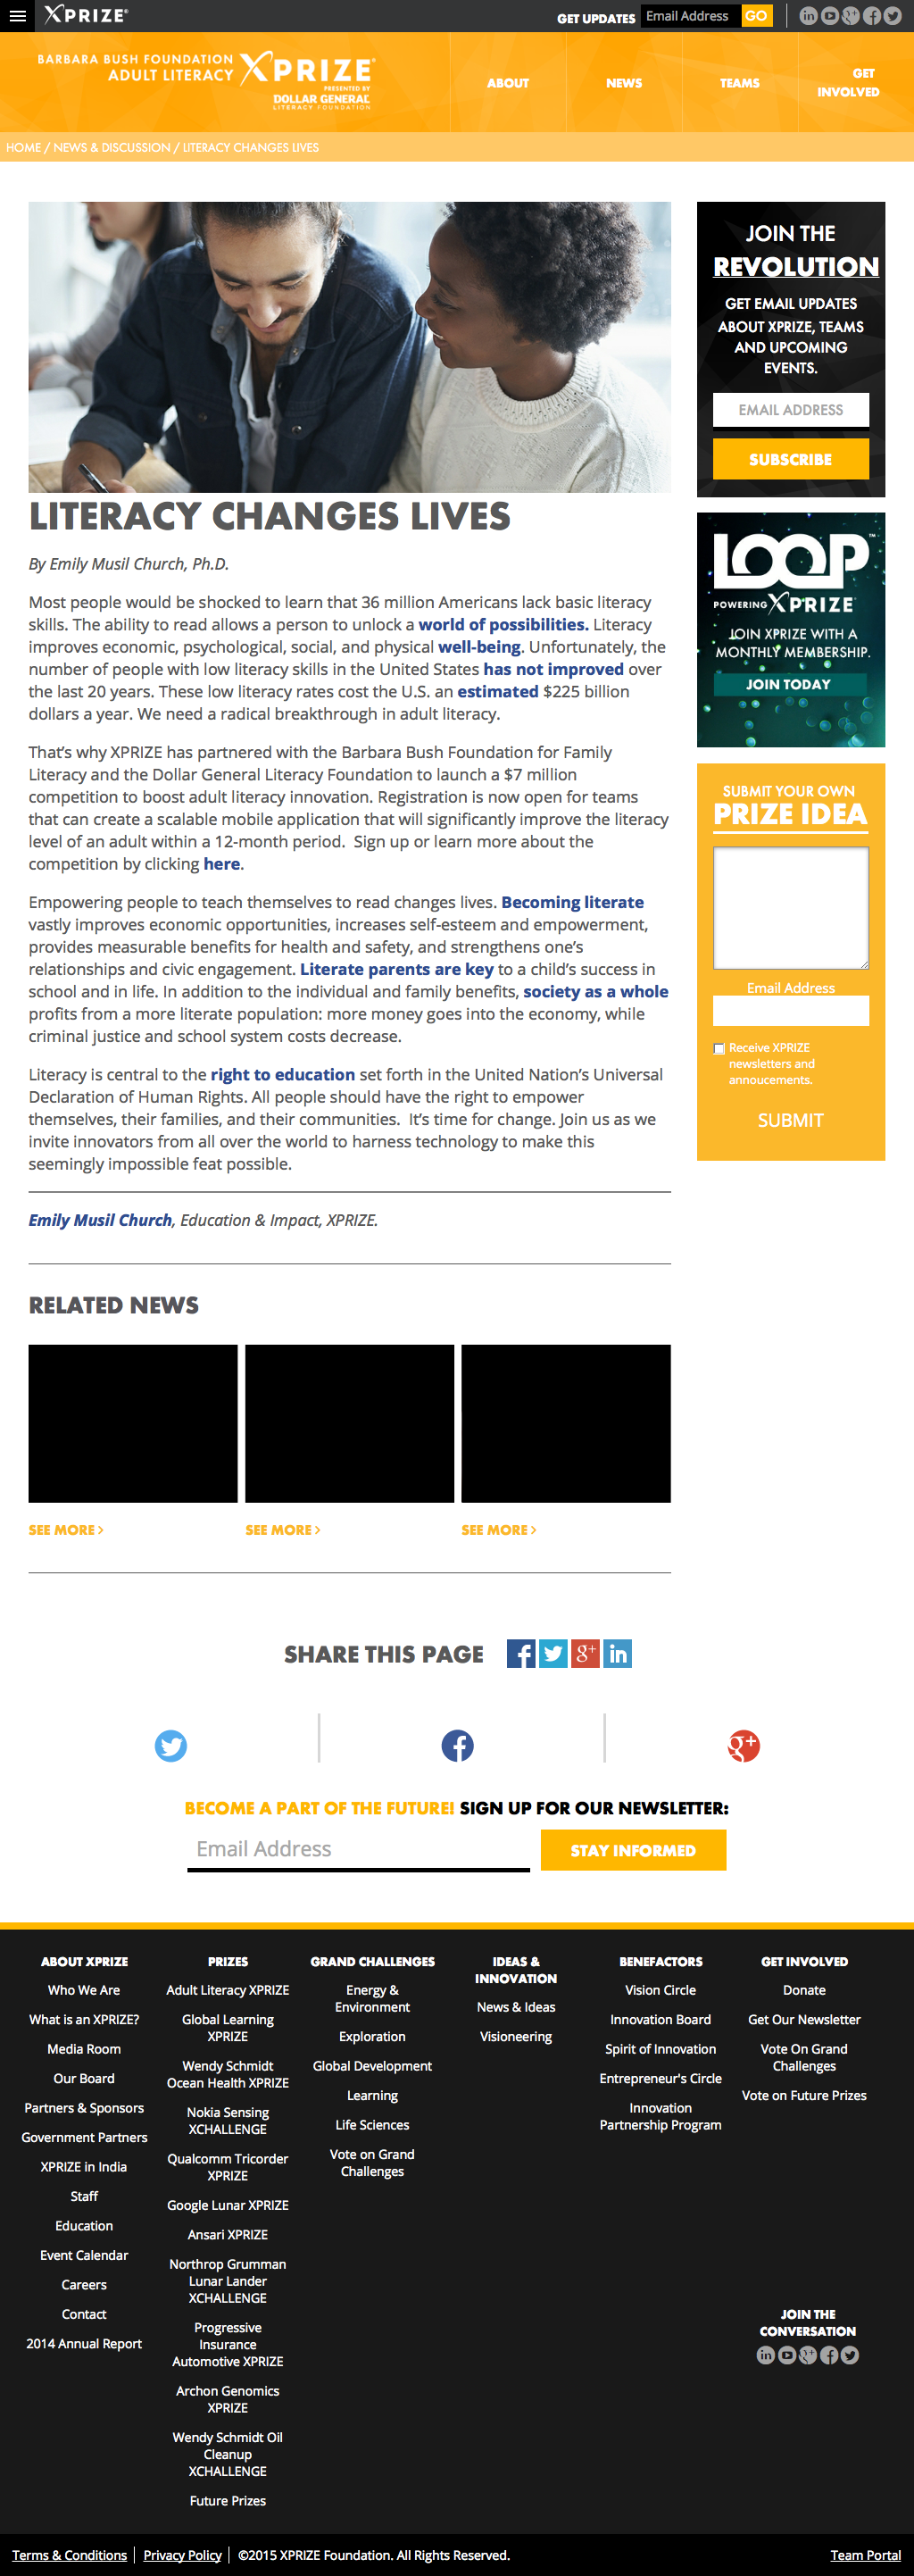 XPRIZE
GET UPDATES
Email Address
GO
BARBARA BUSH FOUNDATION
ADULT LITERACY XPRIZE
PRESENTED BY
DOLLAR GENERAL
LITERACY FOUNDATION
ABOUT
NEWS
TEAMS
GET
INVOLVED
HOME / NEWS & DISCUSSION / LITERACY CHANGES LIVES
LITERACY CHANGES LIVES
By Emily Musil Church, Ph.D.
Most people would be shocked to learn that 36 million Americans lack basic literacy
skills. The ability to read allows a person to unlock a world of possibilities. Literacy
improves economic, psychological, social, and physical well-being. Unfortunately, the
number of people with low literacy skills in the United States has not improved over
the last 20 years. These low literacy rates cost the U.S. an estimated $225 billion
dollars a year. We need a radical breakthrough in adult literacy.
That's why XPRIZE has partnered with the Barbara Bush Foundation for Family
Literacy and the Dollar General Literacy Foundation to launch a $7 million
competition to boost adult literacy innovation. Registration is now open for teams
that can create a scalable mobile application that will significantly improve the literacy
level of an adult within a 12-month period.  Sign up or learn more about the
competition by clicking here.
Empowering people to teach themselves to read changes lives. Becoming literate
vastly improves economic opportunities, increases self-esteem and empowerment,
provides measurable benefits for health and safety, and strengthens one's
relationships and civic engagement. Literate parents are key to a child's success in
school and in life. In addition to the individual and family benefits, society as a whole
profits from a more literate population: more money goes into the economy, while
criminal justice and school system costs decrease.
Literacy is central to the right to education set forth in the United Nation's Universal
Declaration of Human Rights. All people should have the right to empower
themselves, their families, and their communities.  It's time for change. Join us as we
invite innovators from all over the world to harness technology to make this
seemingly impossible feat possible.
Emily Musil Church, Education & Impact, XPRIZE.
RELATED NEWS
SEE MORE >
SEE MORE >
SEE MORE >
JOIN THE
REVOLUTION
GET EMAIL UPDATES
ABOUT XPRIZE, TEAMS
AND UPCOMING
EVENTS.
EMAIL ADDRESS
SUBSCRIBE
LOOP™
POWERING XPRIZE
JOIN XPRIZE WITH A
MONTHLY MEMBERSHIP.
JOIN TODAY
SUBMIT YOUR OWN
PRIZE IDEA
Email Address
Receive XPRIZE
newsletters and
annoucements.
SUBMIT
SHARE THIS PAGE
BECOME A PART OF THE FUTURE! SIGN UP FOR OUR NEWSLETTER:
Email Address
STAY INFORMED
ABOUT XPRIZE
Who We Are
What is an XPRIZE?
Media Room
Our Board
Partners & Sponsors
Government Partners
XPRIZE in India
Staff
Education
Event Calendar
Careers
Contact
2014 Annual Report
PRIZES
Adult Literacy XPRIZE
Global Learning
XPRIZE
Wendy Schmidt
Ocean Health XPRIZE
Nokia Sensing
XCHALLENGE
Qualcomm Tricorder
XPRIZE
Google Lunar XPRIZE
Ansari XPRIZE
Northrop Grumman
Lunar Lander
XCHALLENGE
Progressive
Insurance
Automotive XPRIZE
Archon Genomics
XPRIZE
Wendy Schmidt Oil
Cleanup
XCHALLENGE
Future Prizes
GRAND CHALLENGES
Energy &
Environment
Exploration
Global Development
Learning
Life Sciences
Vote on Grand
Challenges
IDEAS &
INNOVATION
News & Ideas
Visioneering
BENEFACTORS
Vision Circle
Innovation Board
Spirit of Innovation
Entrepreneur's Circle
Innovation
Partnership Program
GET INVOLVED
Donate
Get Our Newsletter
Vote On Grand
Challenges
Vote on Future Prizes
JOIN THE
CONVERSATION
Terms & Conditions
Privacy Policy
©2015 XPRIZE Foundation. All Rights Reserved.
Team Portal